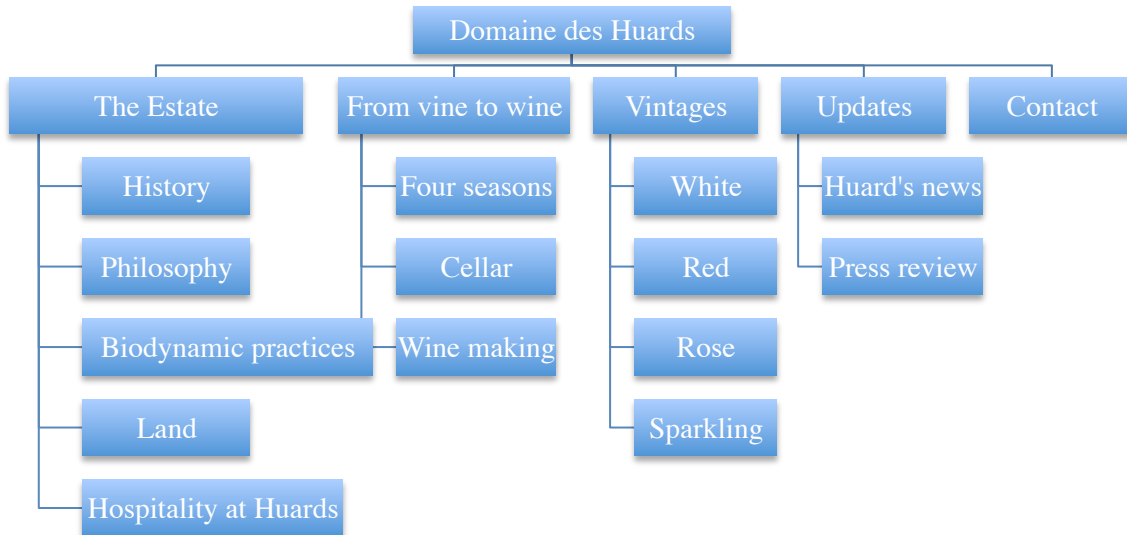 Domaine des Huards
The Estate
From vine to wine
Vintages
Updates
Contact
History
Philosophy
Biodynamic practices
Land
Hospitality at Huards
Four seasons
Cellar
Wine making
White
Red
Rose
Sparkling
Huard's news
Press review